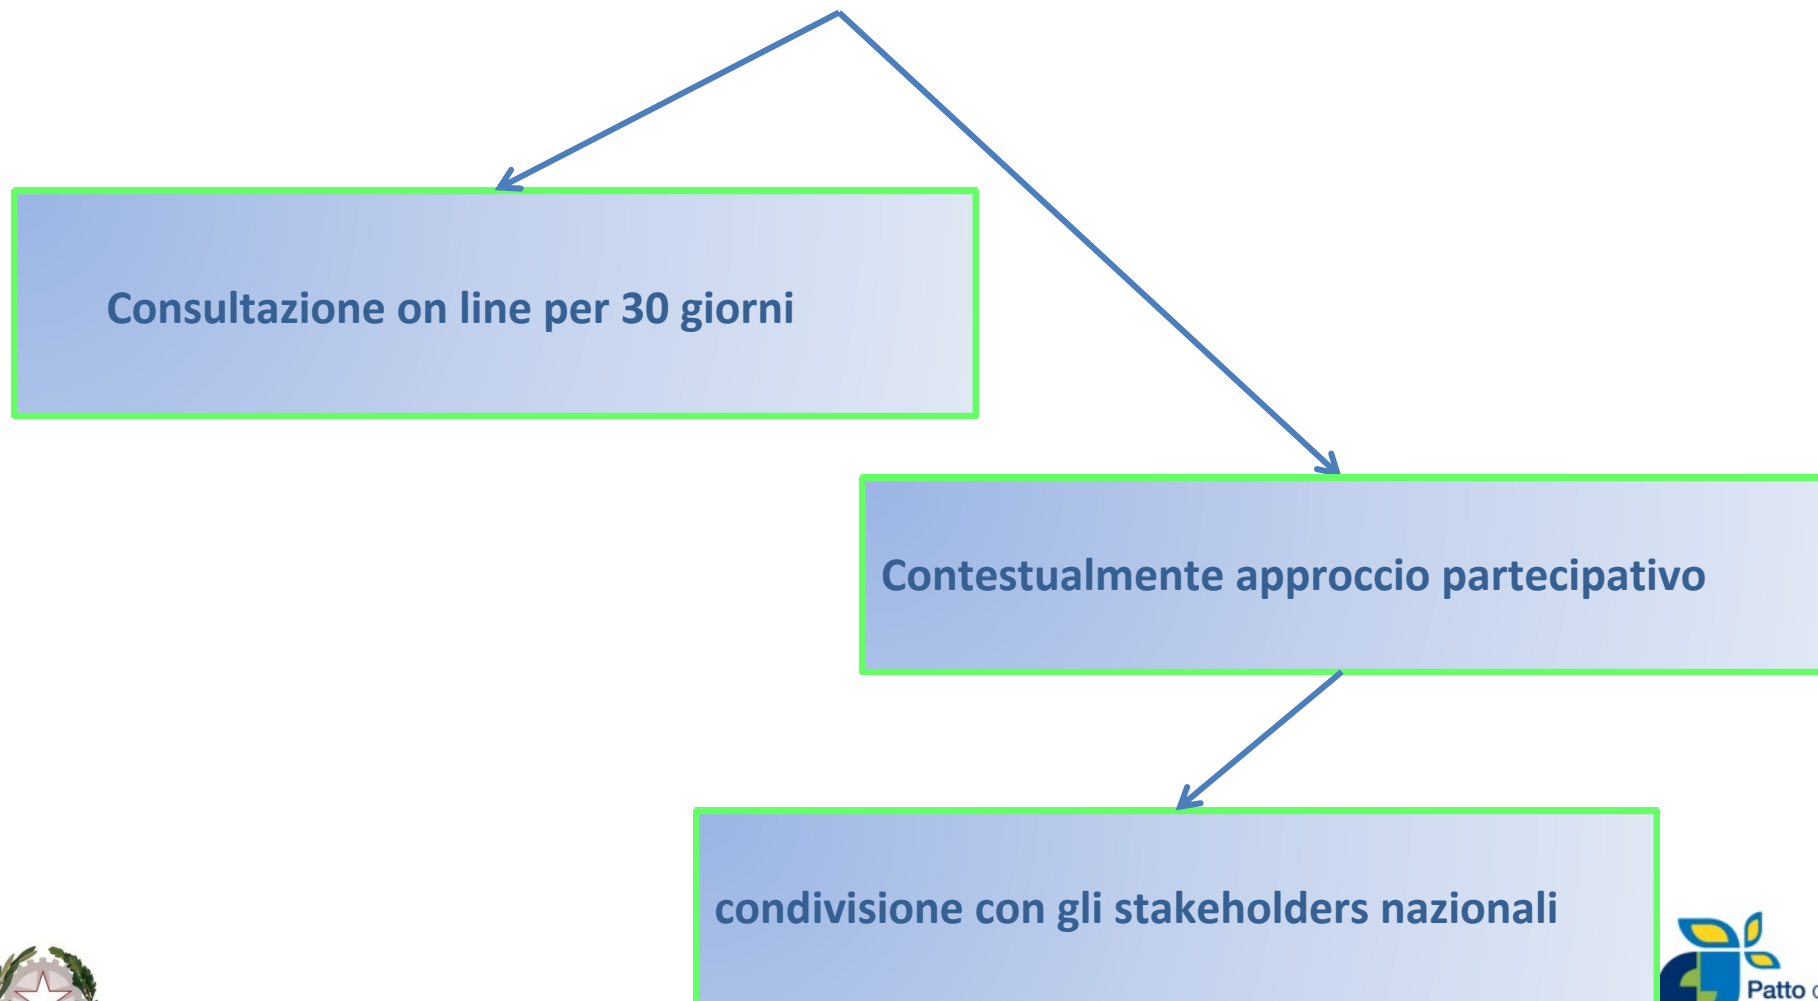 Consultazione on line per 30 giorni
Contestualmente approccio partecipativo
condivisione con gli stakeholders nazionali
Patto